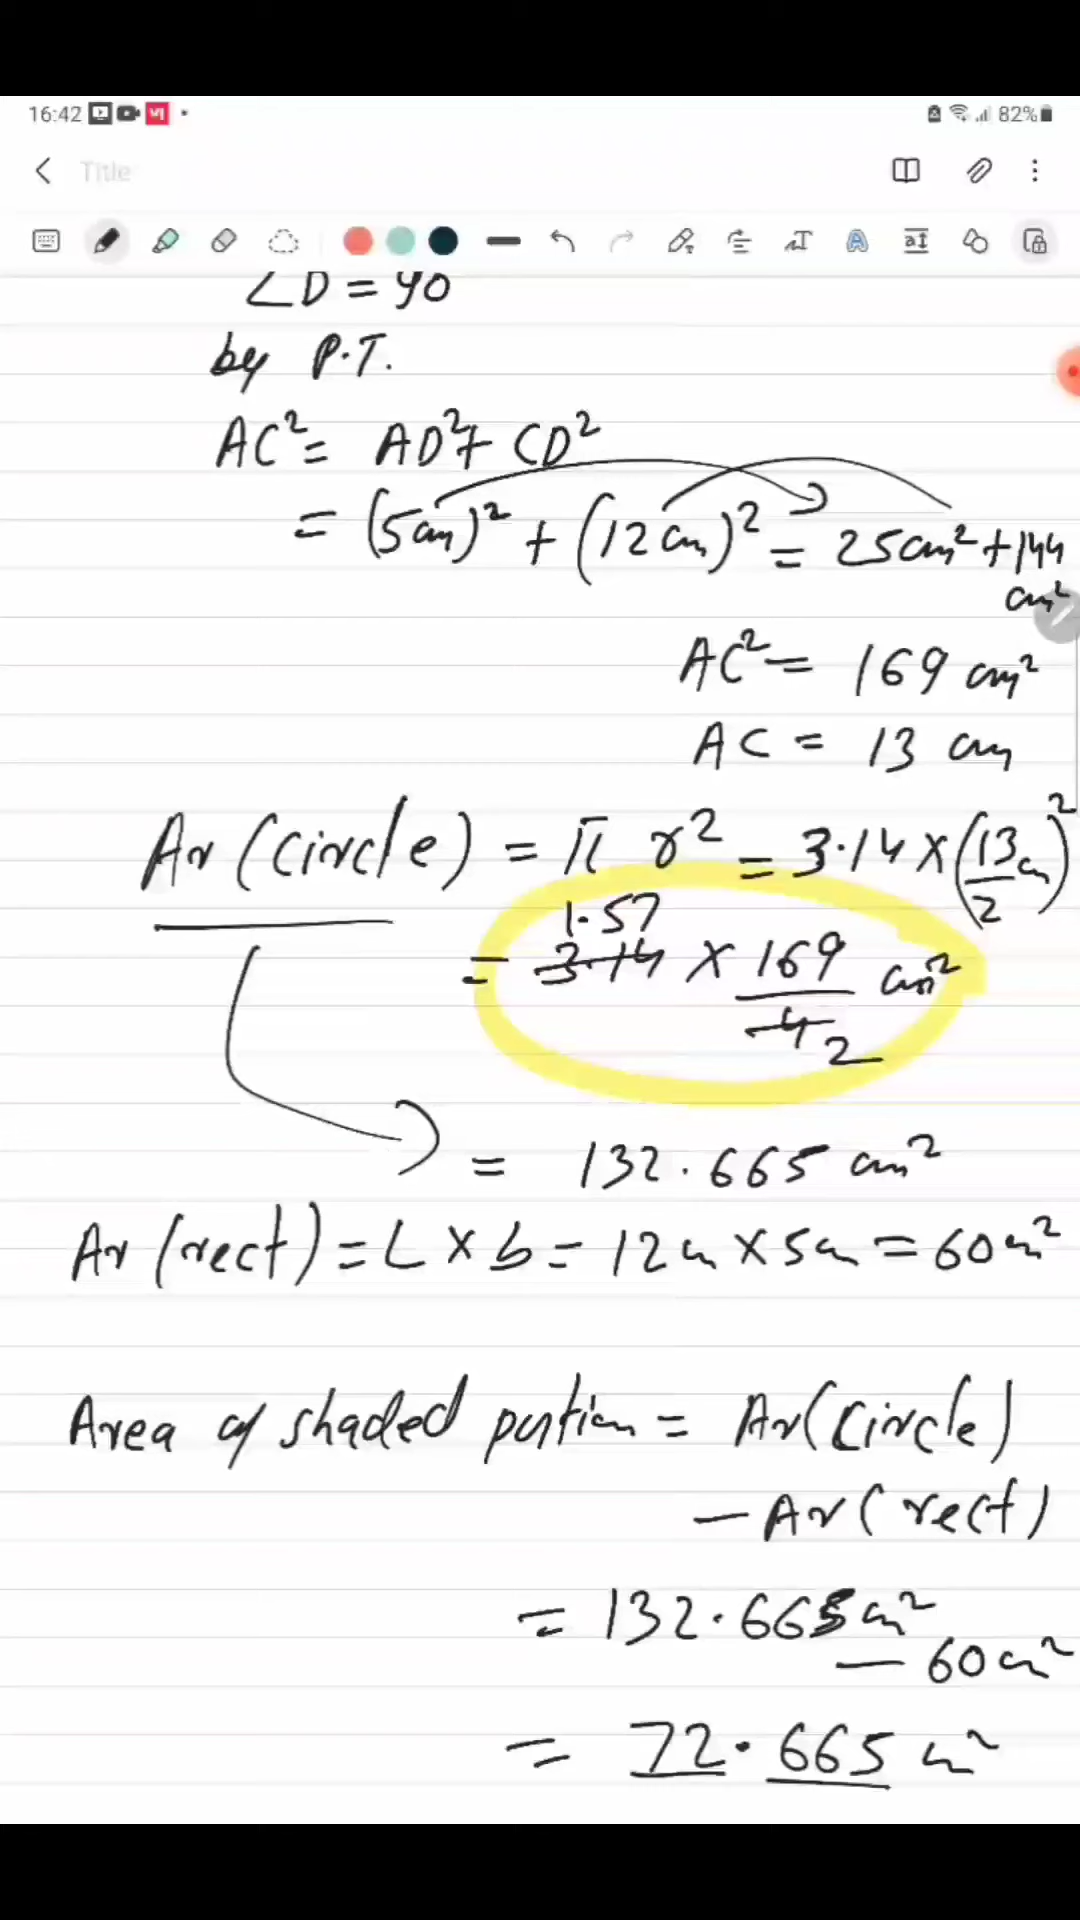 16:42 82%
Title
∠D = 90
by P.T.
AC² = AD² + CD²
= (5cm)² + (12cm)² = 25cm² + 144
cm²
AC² = 169 cm²
AC = 13 cm
Ar (circle) = π r² = 3.14 × (13/2 cm)²
1.57
= 3.14 × 169/4 cm²
2
= 132.665 cm²
Ar (rect) = L × b = 12cm × 5cm = 60cm²
Area of shaded portion = Ar(circle)
– Ar(rect)
= 132.665cm²
– 60cm²
= 72.665 cm²